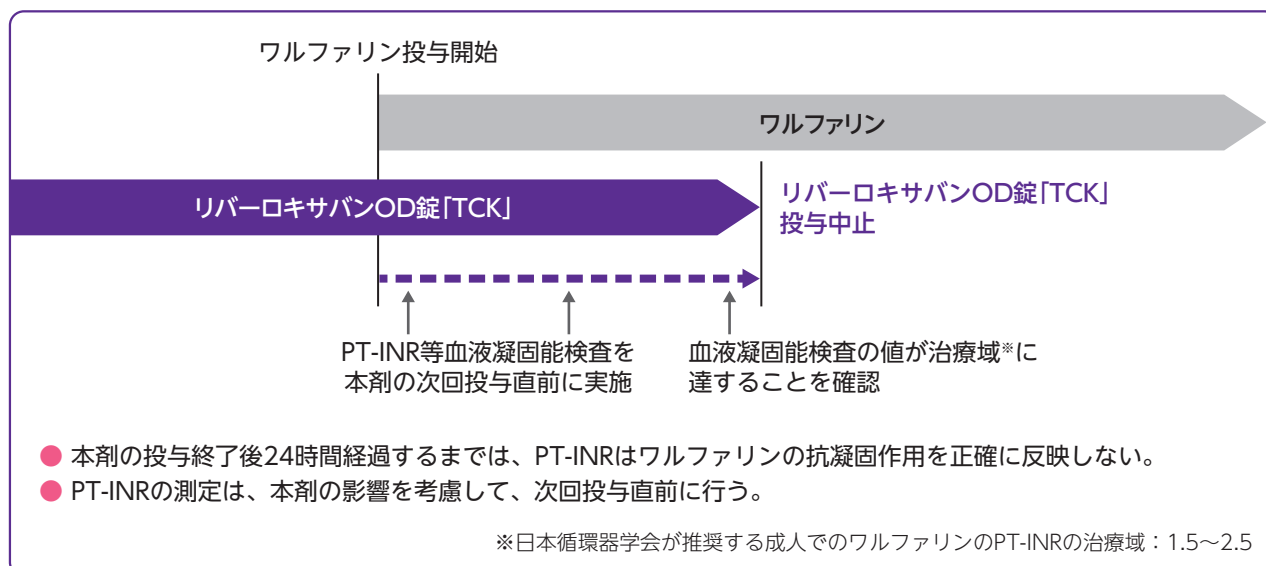 ワルファリン投与開始
ワルファリン
リバーロキサバンOD錠「TCK」
リバーロキサバンOD錠「TCK」
投与中止
PT-INR等血液凝固能検査を
本剤の次回投与直前に実施
血液凝固能検査の値が治療域※に
達することを確認
● 本剤の投与終了後24時間経過するまでは、PT-INRはワルファリンの抗凝固作用を正確に反映しない。
● PT-INRの測定は、本剤の影響を考慮して、次回投与直前に行う。
※日本循環器学会が推奨する成人でのワルファリンのPT-INRの治療域：1.5～2.5